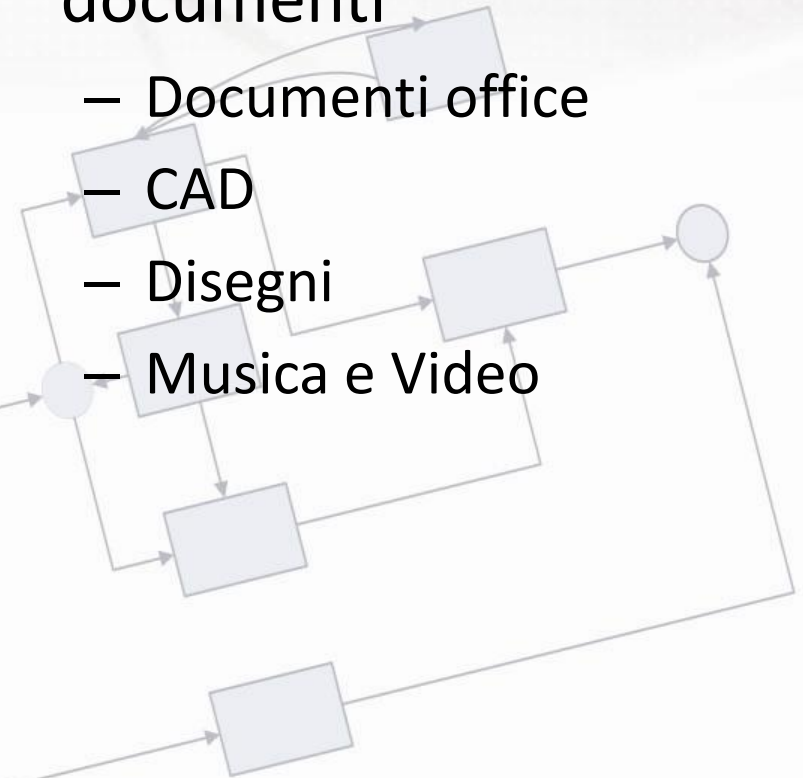 documenti
– Documenti office
– CAD
– Disegni
– Musica e Video